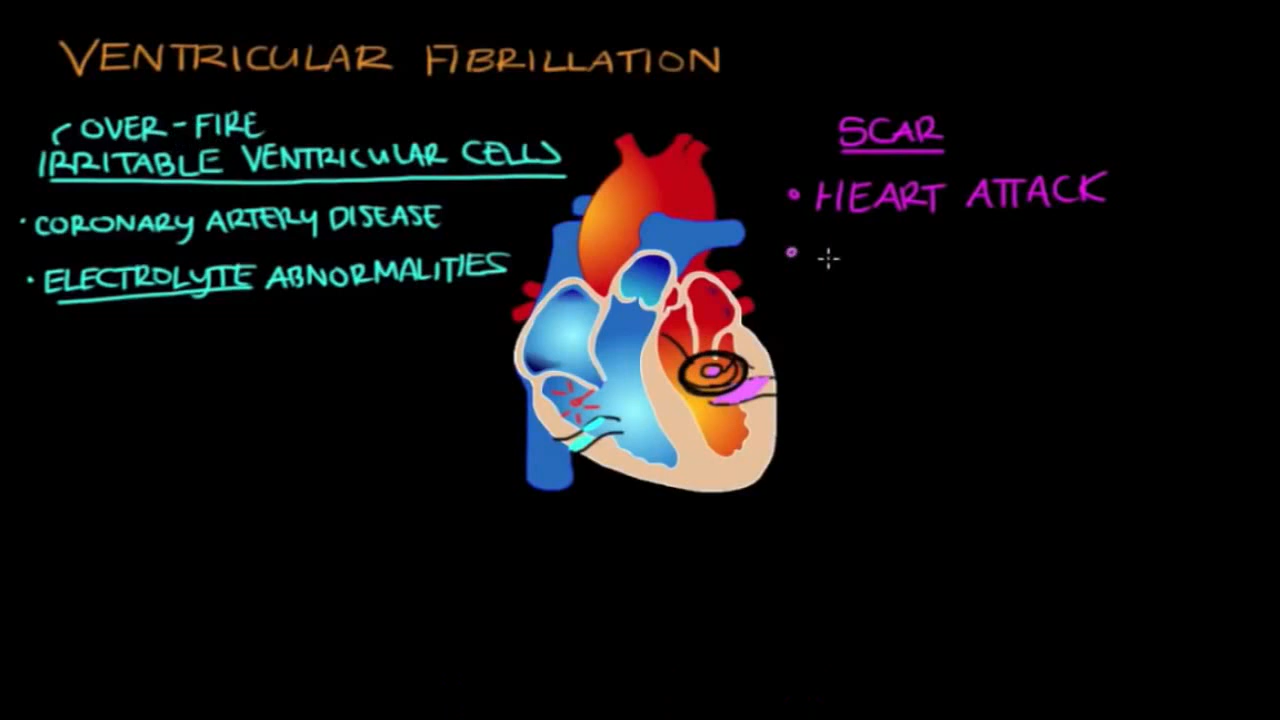 VENTRICULAR FIBRILLATION
OVER-FIRE
IRRITABLE VENTRICULAR CELLS
• CORONARY ARTERY DISEASE
• ELECTROLYTE ABNORMALITIES
SCAR
• HEART ATTACK
•